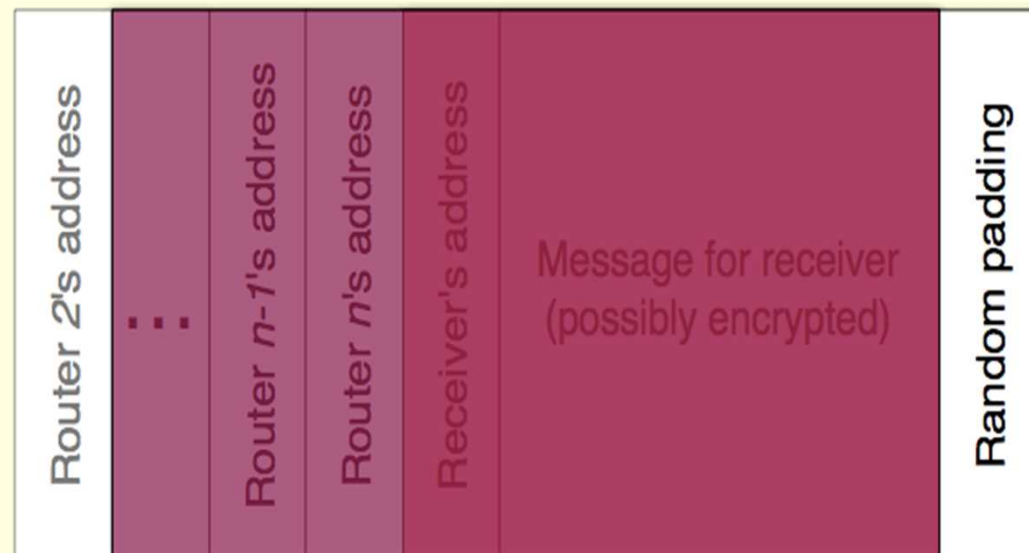 Router 2's address
...
Router n-1's address
Router n's address
Receiver's address
Message for receiver
(possibly encrypted)
Random padding